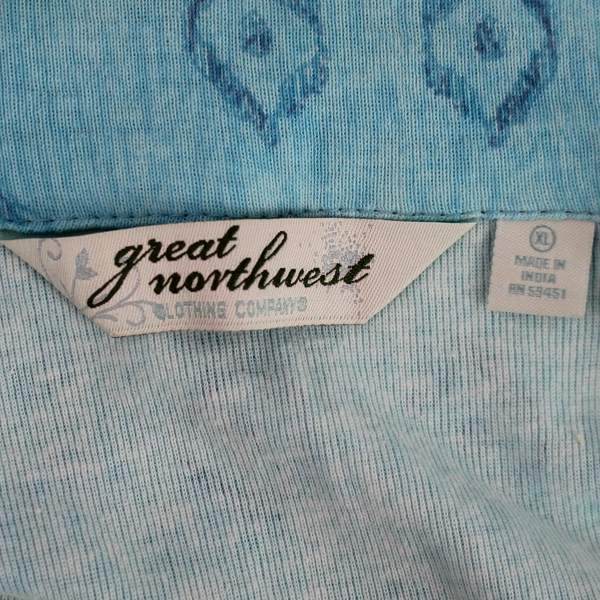 great
northwest
CLOTHING COMPANY®
XL
MADE IN
INDIA
RN 59451